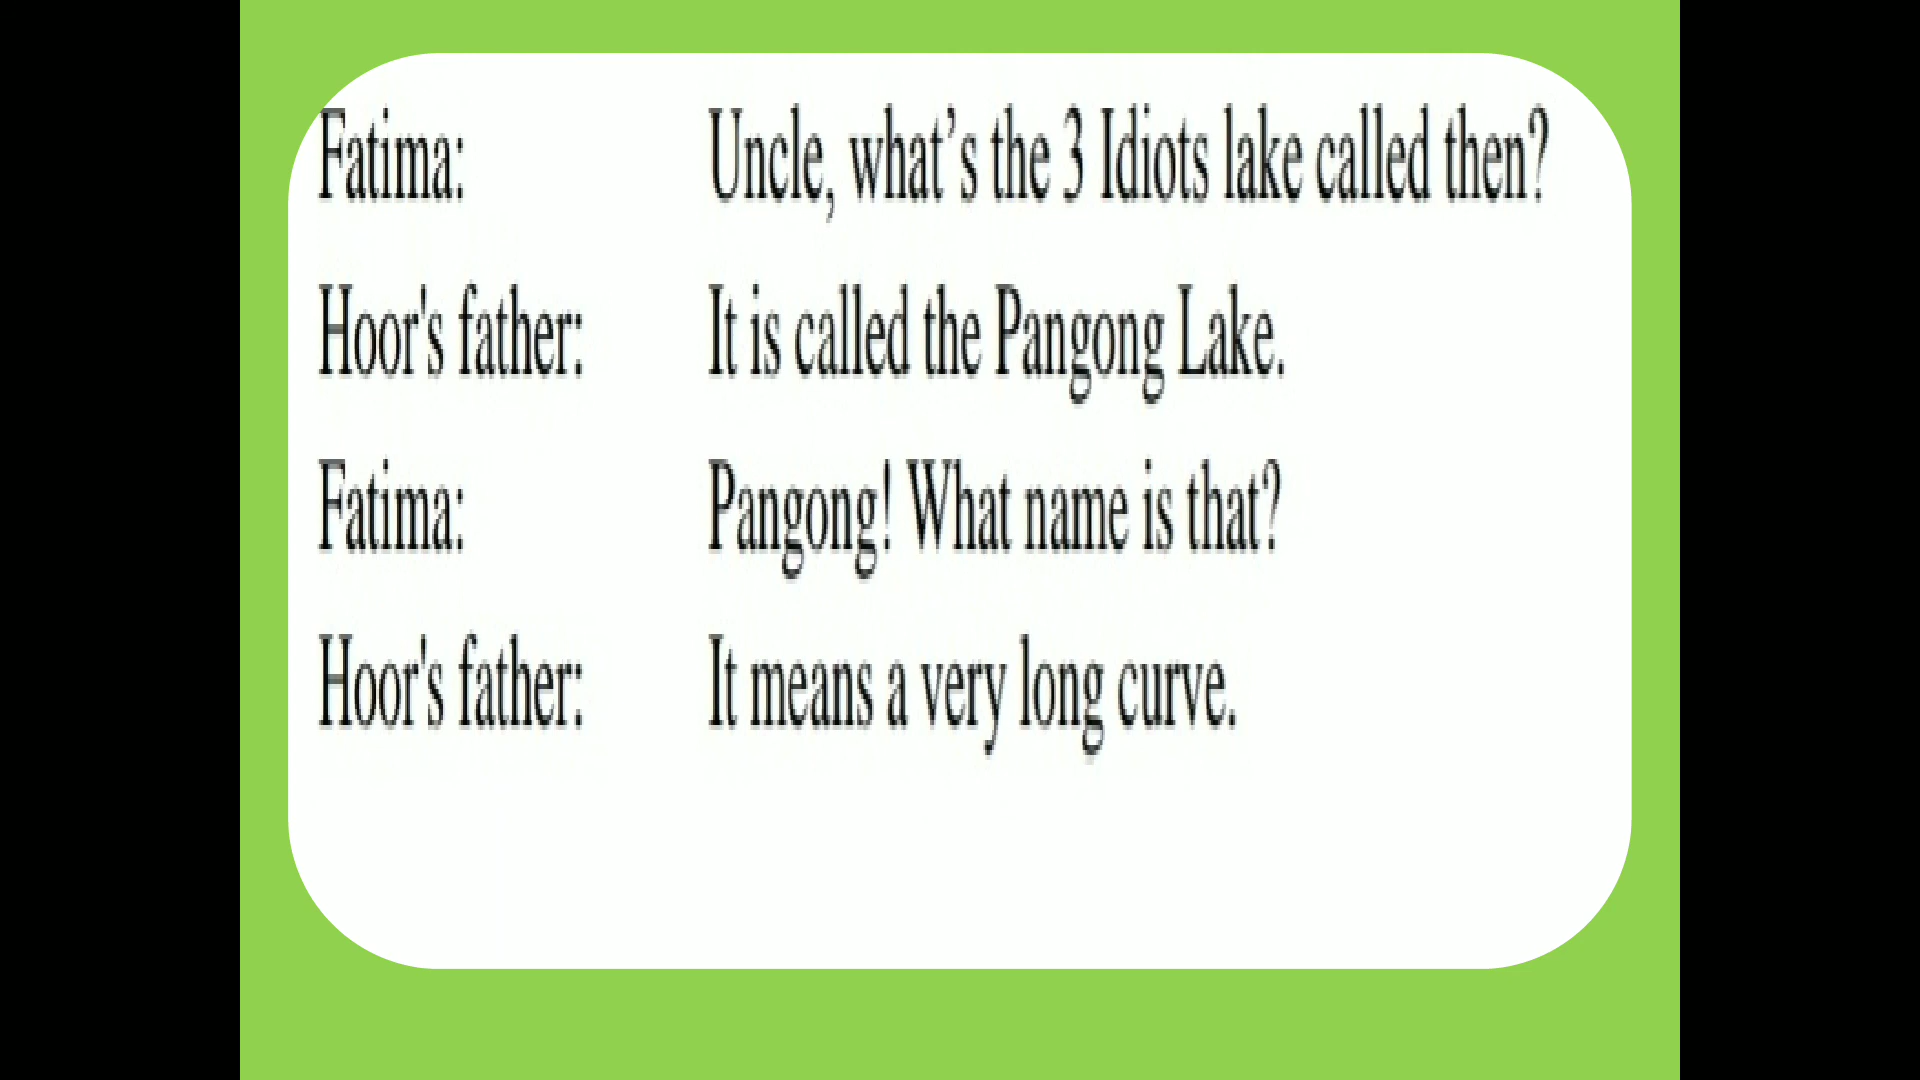 Fatima: Uncle, what’s the 3 Idiots lake called then?
Hoor's father: It is called the Pangong Lake.
Fatima: Pangong! What name is that?
Hoor's father: It means a very long curve.